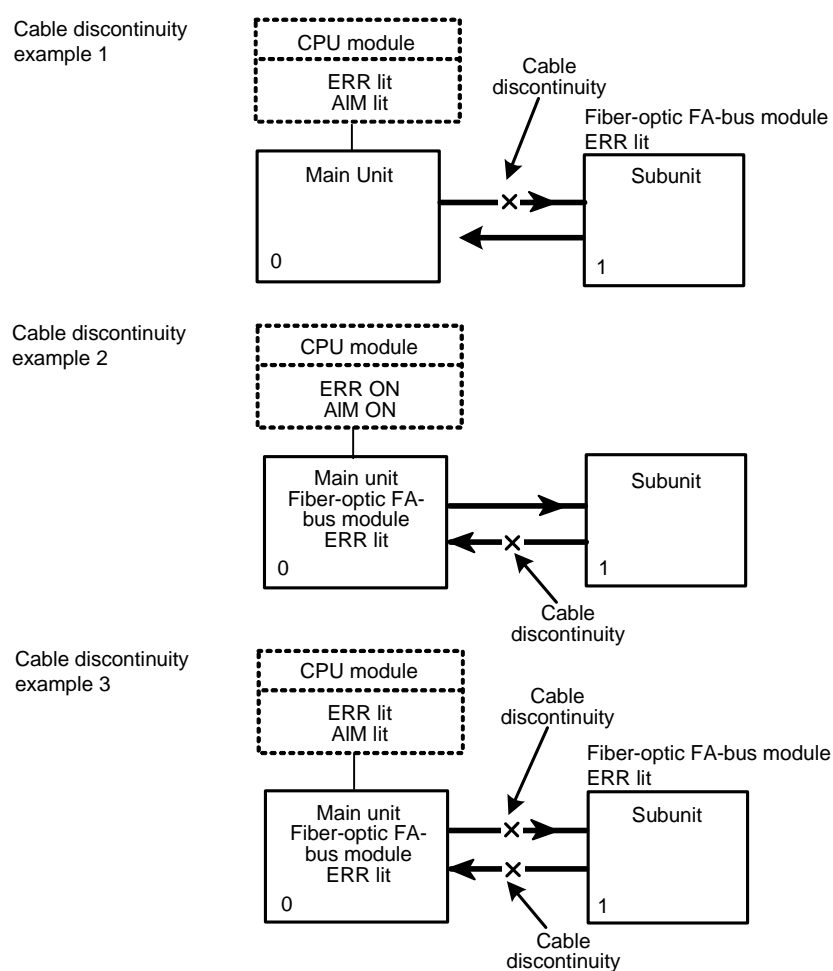 Cable discontinuity
example 1
CPU module
ERR lit
AIM lit
Cable
discontinuity
Fiber-optic FA-bus module
ERR lit
Main Unit
0
Subunit
1
Cable discontinuity
example 2
CPU module
ERR ON
AIM ON
Main unit
Fiber-optic FA-
bus module
ERR lit
0
Subunit
1
Cable
discontinuity
Cable discontinuity
example 3
CPU module
ERR lit
AIM lit
Cable
discontinuity
Fiber-optic FA-bus module
ERR lit
Main unit
Fiber-optic FA-
bus module
ERR lit
0
Subunit
1
Cable
discontinuity